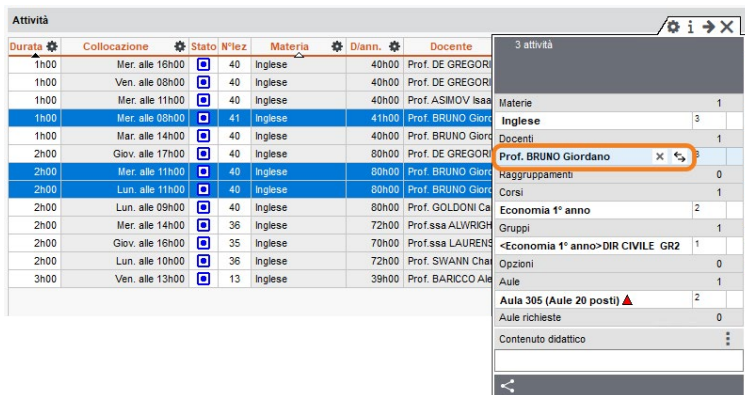 Attività
Durata Collocazione Stato N°lez Materia D/ann. Docente
1h00 Mer. alle 16h00 40 Inglese 40h00 Prof. DE GREGORI
1h00 Ven. alle 08h00 40 Inglese 40h00 Prof. DE GREGORI
1h00 Mer. alle 11h00 40 Inglese 40h00 Prof. ASIMOV Isaa
1h00 Mer. alle 08h00 41 Inglese 41h00 Prof. BRUNO Giord
1h00 Mar. alle 14h00 40 Inglese 40h00 Prof. BRUNO Giord
2h00 Giov. alle 17h00 40 Inglese 80h00 Prof. DE GREGORI
2h00 Mer. alle 11h00 40 Inglese 80h00 Prof. BRUNO Giord
2h00 Lun. alle 11h00 40 Inglese 80h00 Prof. BRUNO Giord
2h00 Lun. alle 09h00 40 Inglese 80h00 Prof. GOLDONI Ca
2h00 Mer. alle 14h00 36 Inglese 72h00 Prof.ssa ALWRIGH
2h00 Giov. alle 16h00 35 Inglese 70h00 Prof.ssa LAURENS
2h00 Lun. alle 10h00 36 Inglese 72h00 Prof. SWANN Char
3h00 Ven. alle 13h00 13 Inglese 39h00 Prof. BARICCO Ale
3 attività
Materie 1
Inglese 3
Docenti 1
Prof. BRUNO Giordano 3
Raggruppamenti 0
Corsi 1
Economia 1° anno 2
Gruppi 1
<Economia 1° anno>DIR CIVILE GR2 1
Opzioni 0
Aule 1
Aula 305 (Aule 20 posti) 2
Aule richieste 0
Contenuto didattico